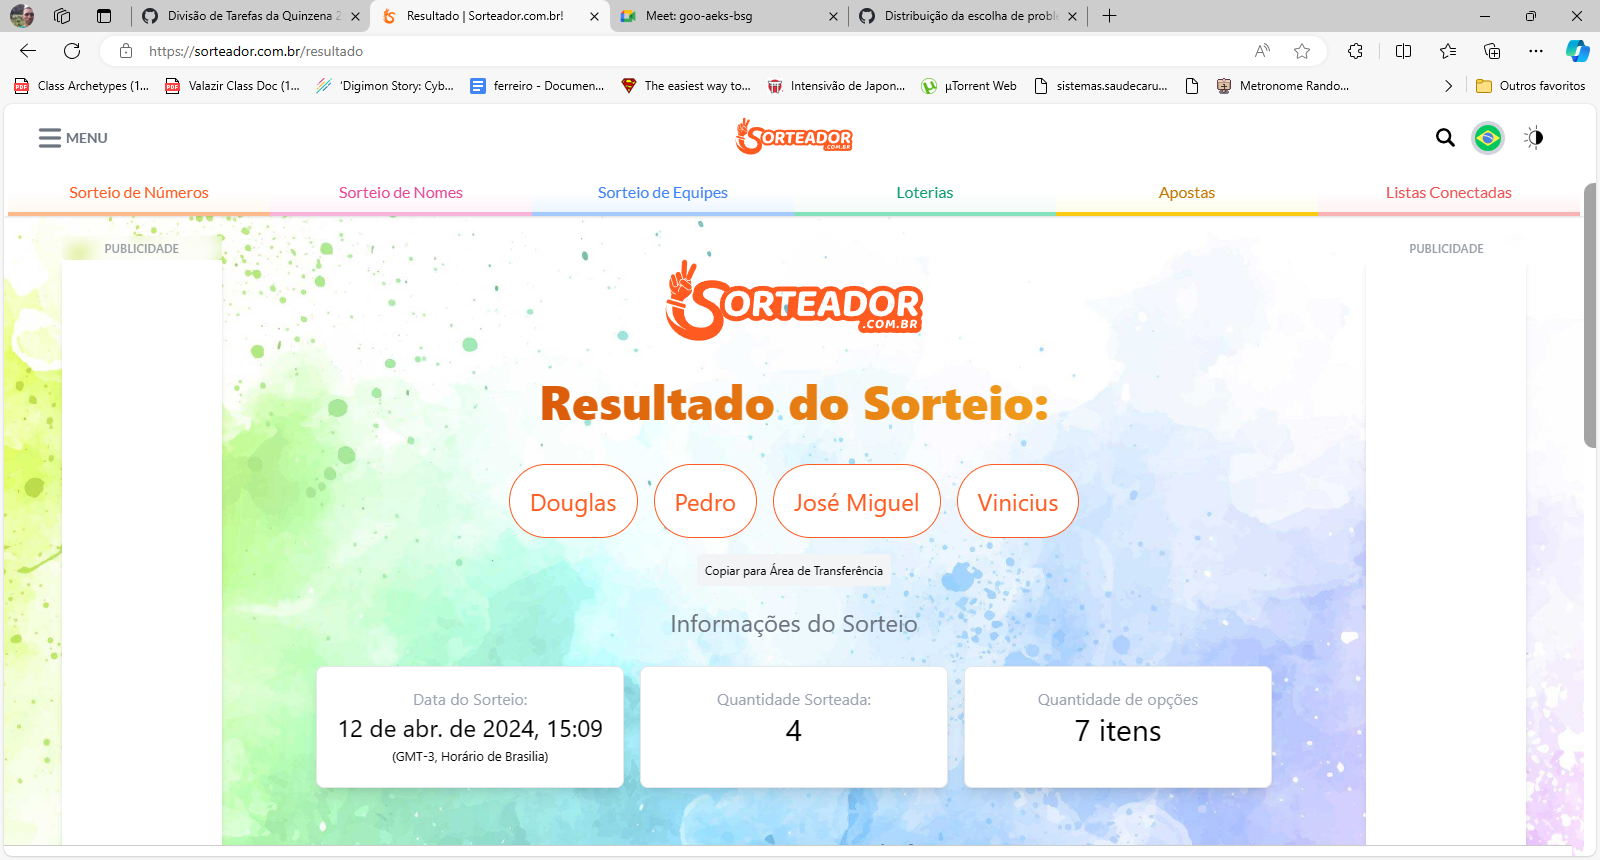 Divisão de Tarefas da Quinzena 2
Resultado | Sorteador.com.br!
Meet: goo-aeks-bsg
Distribuição da escolha de proble
https://sorteador.com.br/resultado
Class Archetypes (1...
Valazir Class Doc (1...
'Digimon Story: Cyb...
ferreiro - Documen...
The easiest way to...
Intensivão de Japon...
µTorrent Web
sistemas.saudecaru...
Metronome Rando...
Outros favoritos
MENU
SORTEADOR
.COM.BR
Sorteio de Números
Sorteio de Nomes
Sorteio de Equipes
Loterias
Apostas
Listas Conectadas
PUBLICIDADE
PUBLICIDADE
SORTEADOR
.COM.BR
Resultado do Sorteio:
Douglas
Pedro
José Miguel
Vinicius
Copiar para Área de Transferência
Informações do Sorteio
Data do Sorteio:
12 de abr. de 2024, 15:09
(GMT-3, Horário de Brasilia)
Quantidade Sorteada:
4
Quantidade de opções
7 itens